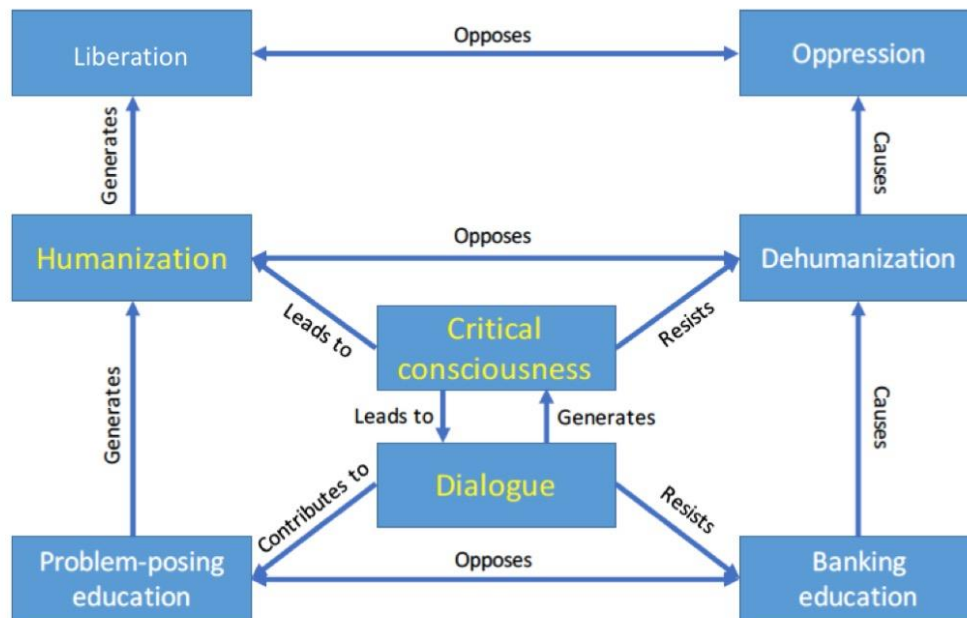 Opposes
Liberation
Oppression
Generates
Causes
Opposes
Humanization
Dehumanization
Leads to
Resists
Critical
consciousness
Generates
Causes
Leads to
Generates
Dialogue
Contributes to
Resists
Problem-posing
education
Opposes
Banking
education